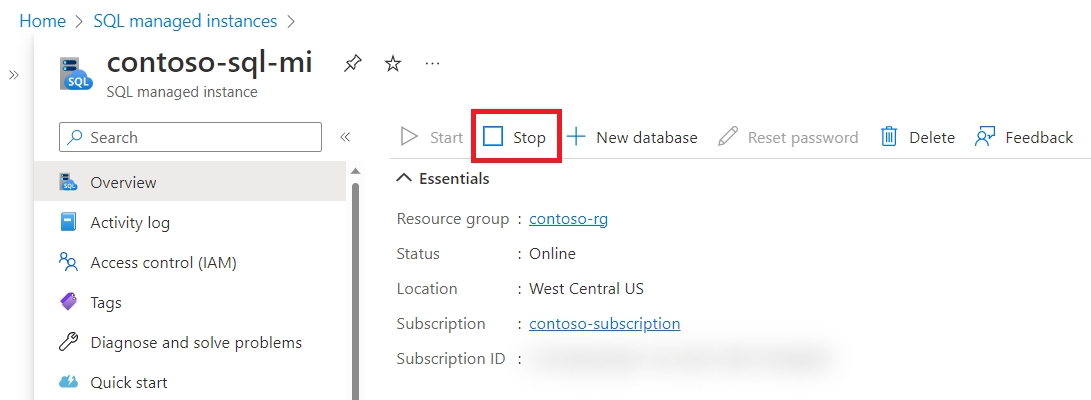 Home > SQL managed instances >
contoso-sql-mi
SQL managed instance
Search
Overview
Activity log
Access control (IAM)
Tags
Diagnose and solve problems
Quick start
Start Stop New database Reset password Delete Feedback
Essentials
Resource group : contoso-rg
Status : Online
Location : West Central US
Subscription : contoso-subscription
Subscription ID :